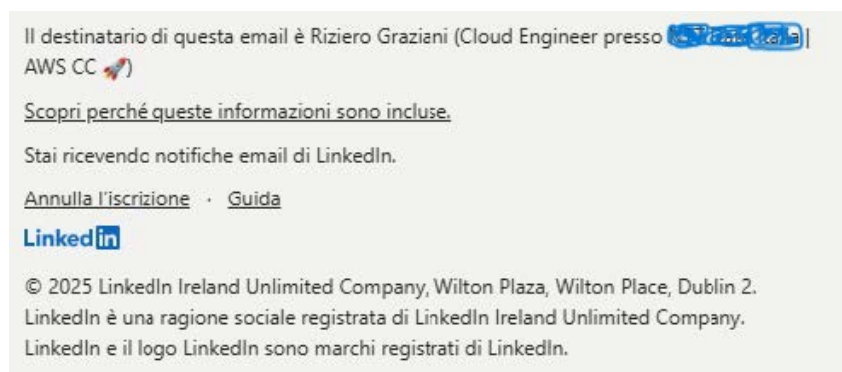 Il destinatario di questa email è Riziero Graziani (Cloud Engineer presso |
AWS CC 🚀)
Scopri perché queste informazioni sono incluse.
Stai ricevendo notifiche email di LinkedIn.
Annulla l'iscrizione · Guida
LinkedIn
© 2025 LinkedIn Ireland Unlimited Company, Wilton Plaza, Wilton Place, Dublin 2.
LinkedIn è una ragione sociale registrata di LinkedIn Ireland Unlimited Company.
LinkedIn e il logo LinkedIn sono marchi registrati di LinkedIn.